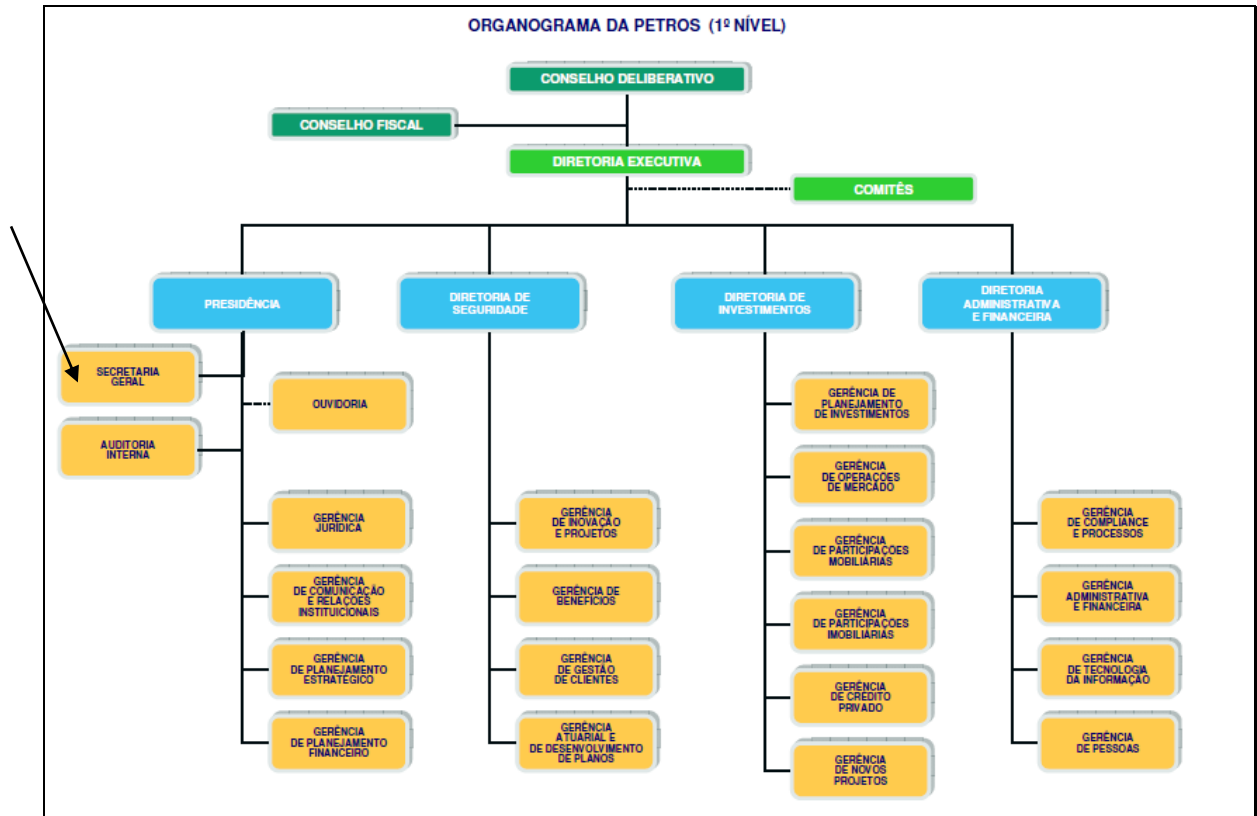 ORGANOGRAMA DA PETROS (1º NÍVEL)
CONSELHO DELIBERATIVO
CONSELHO FISCAL
DIRETORIA EXECUTIVA
COMITÊS
PRESIDÊNCIA
DIRETORIA DE
SEGURIDADE
DIRETORIA DE
INVESTIMENTOS
DIRETORIA
ADMINISTRATIVA
E FINANCEIRA
SECRETARIA
GERAL
OUVIDORIA
AUDITORIA
INTERNA
GERÊNCIA
JURÍDICA
GERÊNCIA
DE COMUNICAÇÃO
E RELAÇÕES
INSTITUCIONAIS
GERÊNCIA
DE PLANEJAMENTO
ESTRATÉGICO
GERÊNCIA
DE PLANEJAMENTO
FINANCEIRO
GERÊNCIA
DE INOVAÇÃO
E PROJETOS
GERÊNCIA DE
BENEFÍCIOS
GERÊNCIA
DE GESTÃO
DE CLIENTES
GERÊNCIA
ATUARIAL E
DE DESENVOLVIMENTO
DE PLANOS
GERÊNCIA DE
PLANEJAMENTO
DE INVESTIMENTOS
GERÊNCIA
DE OPERAÇÕES
DE MERCADO
GERÊNCIA
DE PARTICIPAÇÕES
MOBILIÁRIAS
GERÊNCIA
DE PARTICIPAÇÕES
IMOBILIÁRIAS
GERÊNCIA
DE CRÉDITO
PRIVADO
GERÊNCIA
DE NOVOS
PROJETOS
GERÊNCIA
DE COMPLIANCE
E PROCESSOS
GERÊNCIA
ADMINISTRATIVA
E FINANCEIRA
GERÊNCIA
DE TECNOLOGIA
DA INFORMAÇÃO
GERÊNCIA
DE PESSOAS